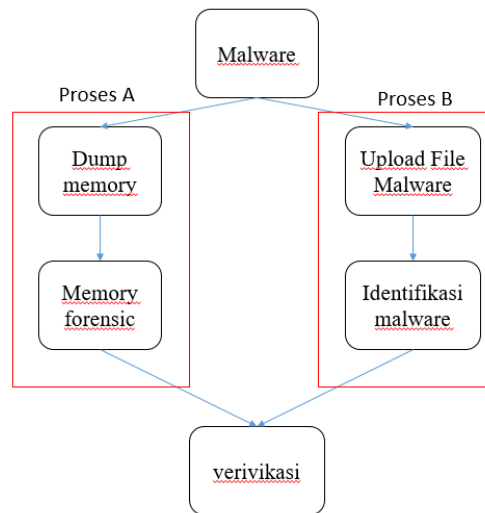 Malware
Proses A
Proses B
Dump
memory
Upload File
Malware
Memory
forensic
Identifikasi
malware
verivikasi